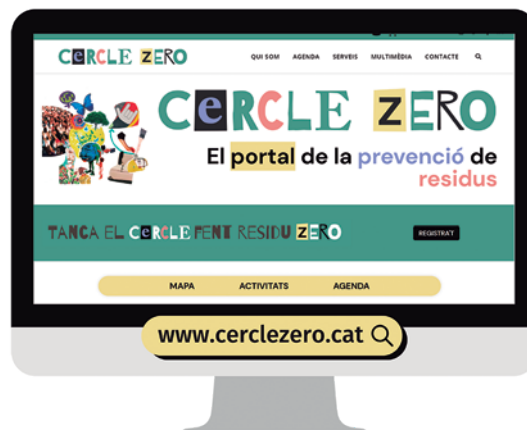 CERCLE ZERO
QUI SOM AGENDA SERVEIS MULTIMÈDIA CONTACTE
CeRCLE ZERO
El portal de la prevenció de
residus
TANCA EL CERCLE FENT RESIDU ZERO
REGISTRA'T
MAPA ACTIVITATS AGENDA
www.cerclezero.cat